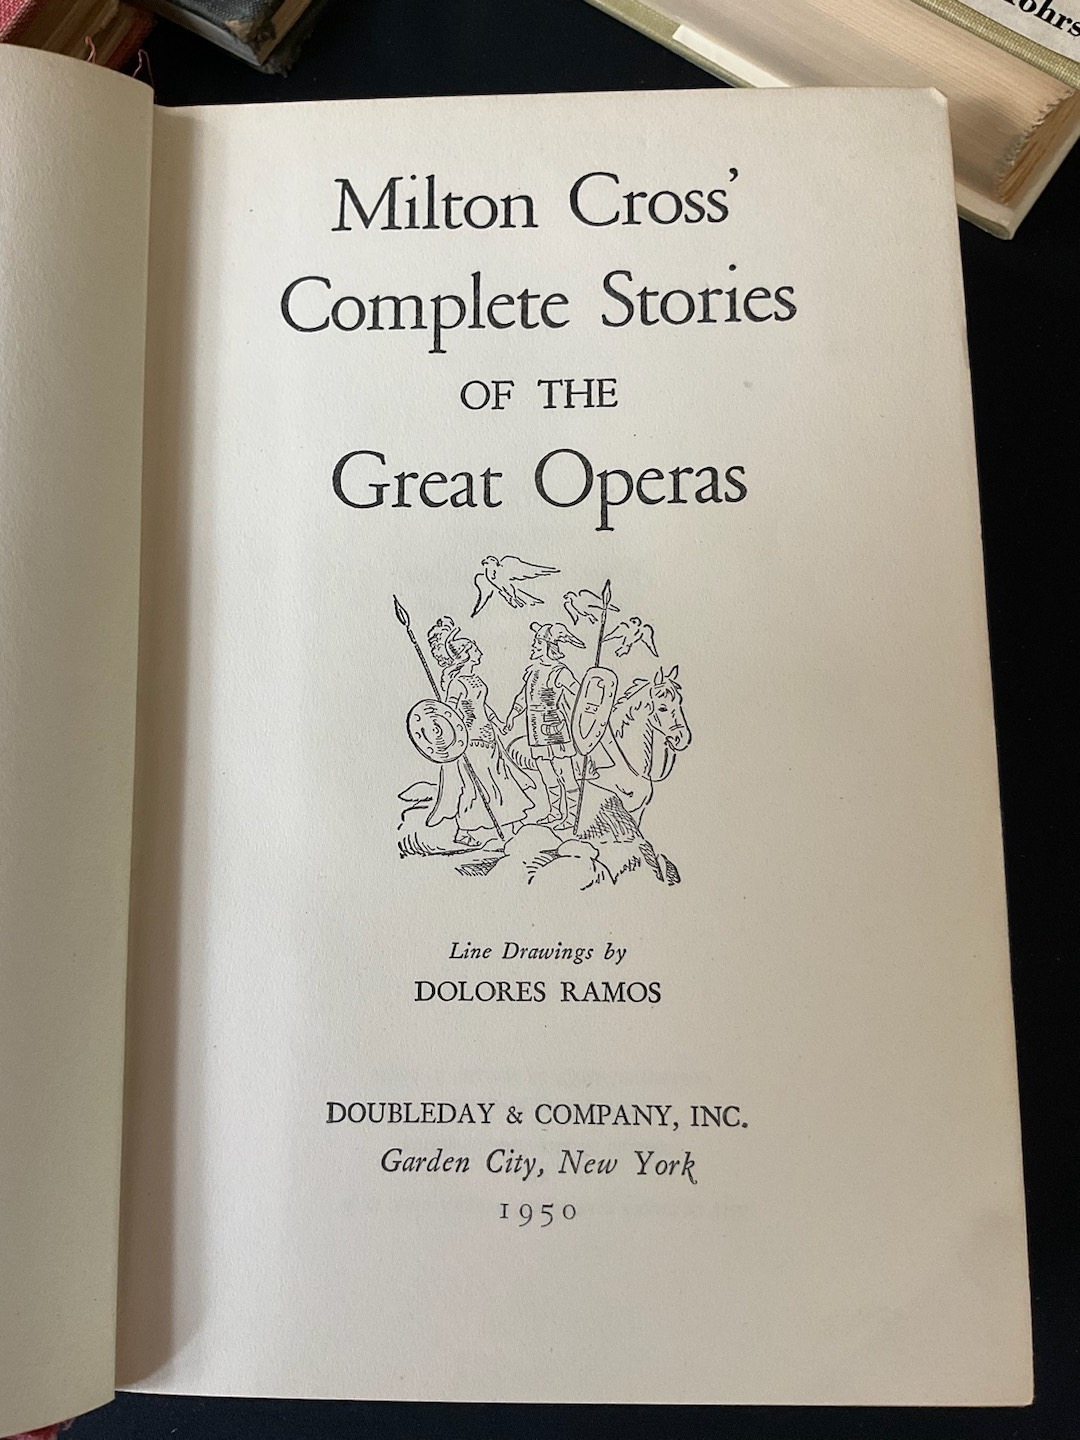 Milton Cross'
Complete Stories
OF THE
Great Operas
Line Drawings by
DOLORES RAMOS
DOUBLEDAY & COMPANY, INC.
Garden City, New York
1950